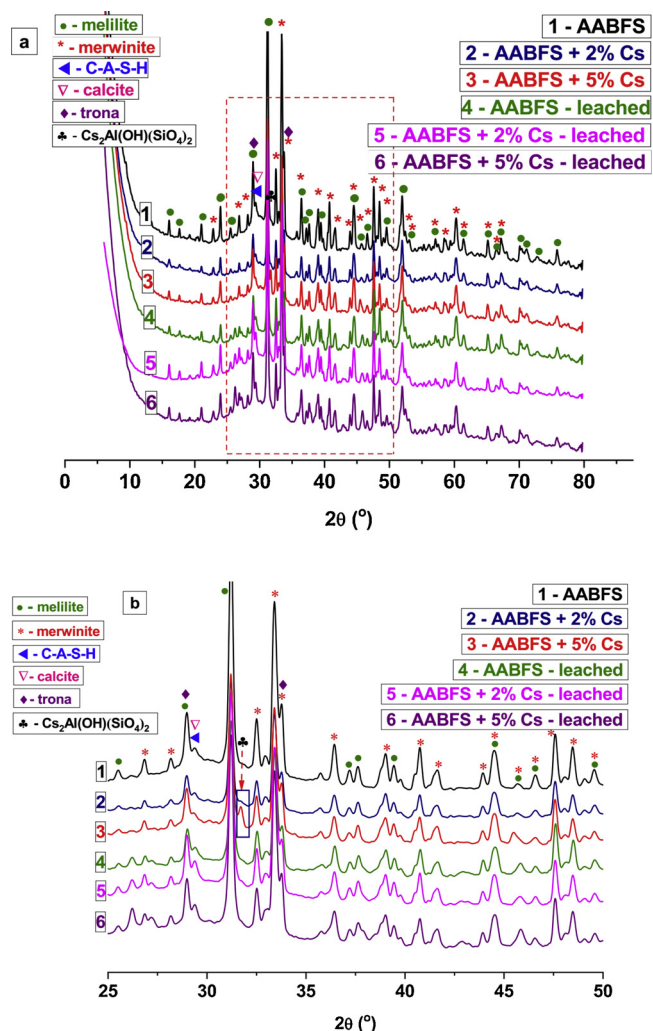 a
● - melilite
* - merwinite
◀ - C-A-S-H
▽ - calcite
♦ - trona
♣ - Cs₂Al(OH)(SiO₄)₂
1 - AABFS
2 - AABFS + 2% Cs
3 - AABFS + 5% Cs
4 - AABFS - leached
5 - AABFS + 2% Cs - leached
6 - AABFS + 5% Cs - leached
1
2
3
4
5
6
0 10 20 30 40 50 60 70 80
2θ (°)
b
● - melilite
* - merwinite
◀ - C-A-S-H
▽ - calcite
♦ - trona
♣ - Cs₂Al(OH)(SiO₄)₂
1 - AABFS
2 - AABFS + 2% Cs
3 - AABFS + 5% Cs
4 - AABFS - leached
5 - AABFS + 2% Cs - leached
6 - AABFS + 5% Cs - leached
1
2
3
4
5
6
25 30 35 40 45 50
2θ (°)